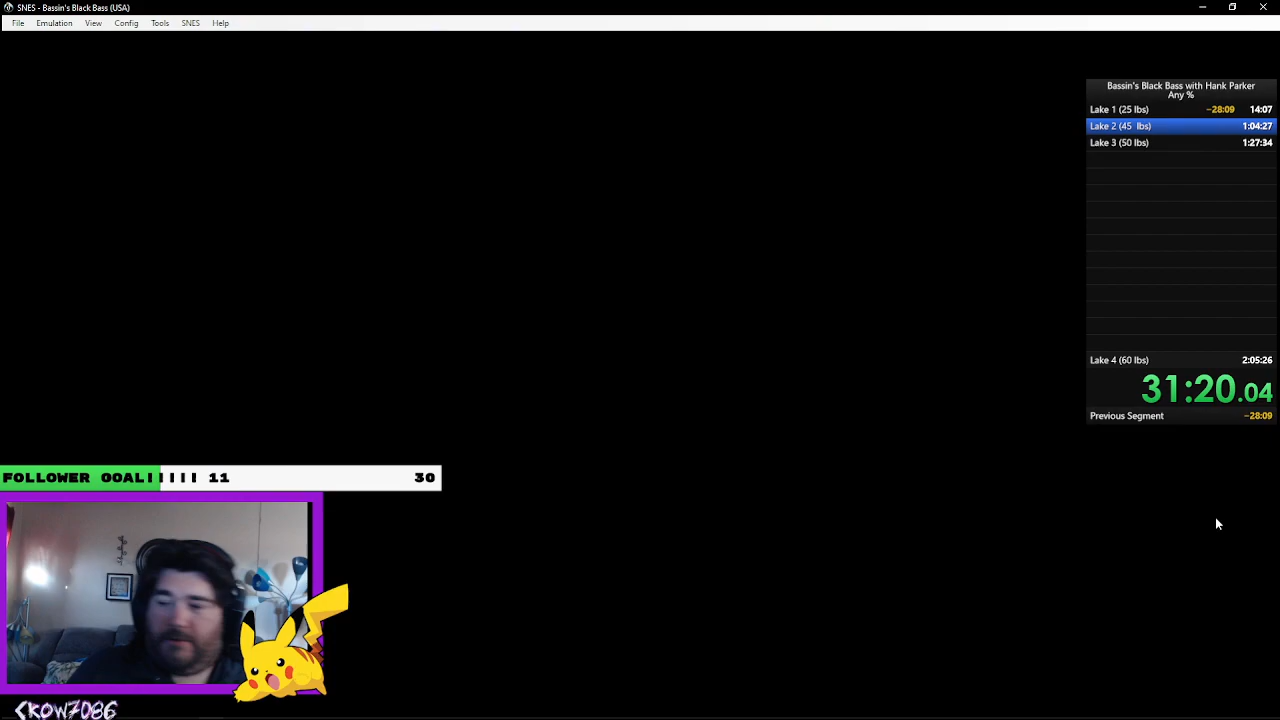 SNES - Bassin's Black Bass (USA)
File Emulation View Config Tools SNES Help
Bassin's Black Bass with Hank Parker
Any %
Lake 1 (25 lbs) −28:09 14:07
Lake 2 (45 lbs) 1:04:27
Lake 3 (50 lbs) 1:27:34
Lake 4 (60 lbs) 2:05:26
31:20.04
Previous Segment −28:09
FOLLOWER GOAL!!!!! 11 30
CKOW7086